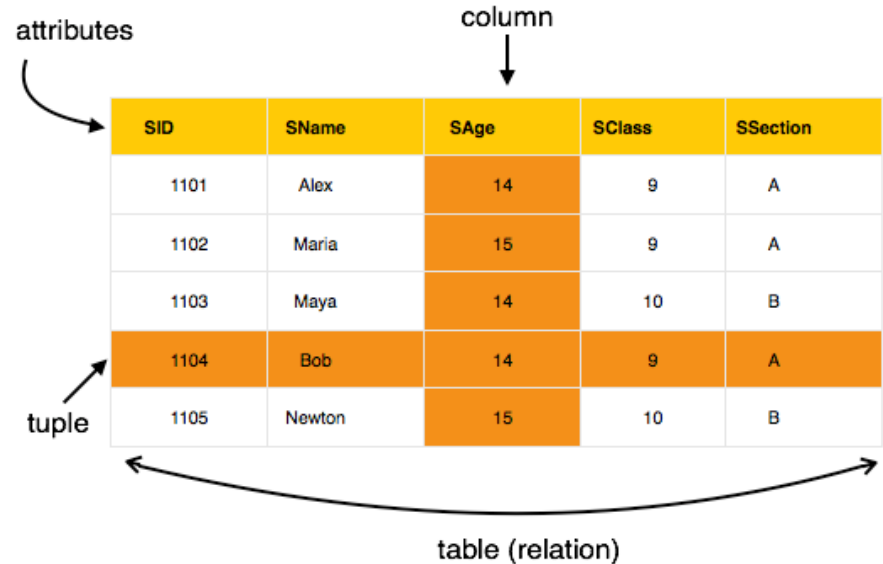 column
attributes
SID SName SAge SClass SSection
1101 Alex 14 9 A
1102 Maria 15 9 A
1103 Maya 14 10 B
1104 Bob 14 9 A
tuple
1105 Newton 15 10 B
table (relation)